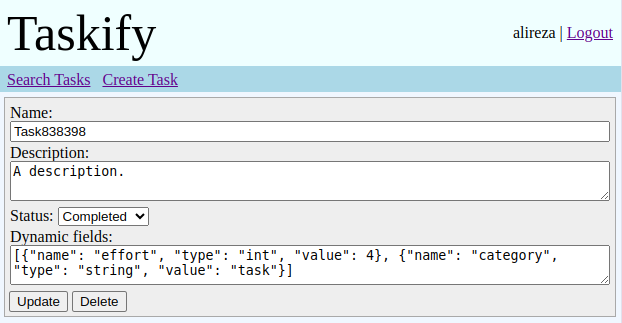 Taskify
alireza | Logout
Search Tasks Create Task
Name:
Task838398
Description:
A description.
Status: Completed
Dynamic fields:
[{"name": "effort", "type": "int", "value": 4}, {"name": "category",
"type": "string", "value": "task"}]
Update Delete